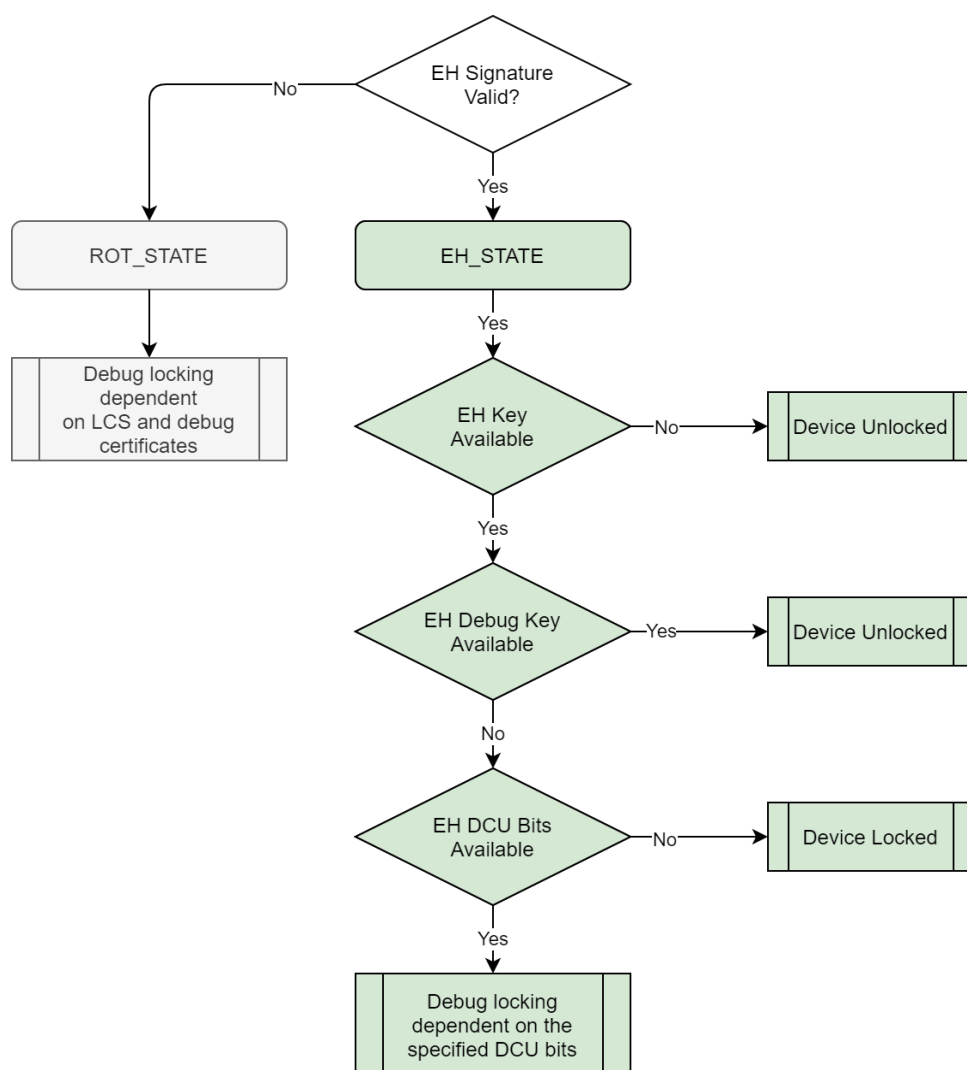 EH Signature
Valid?
No
Yes
ROT_STATE
EH_STATE
Yes
Debug locking
dependent
on LCS and debug
certificates
EH Key
Available
No
Device Unlocked
Yes
EH Debug Key
Available
Yes
Device Unlocked
No
EH DCU Bits
Available
No
Device Locked
Yes
Debug locking
dependent on the
specified DCU bits